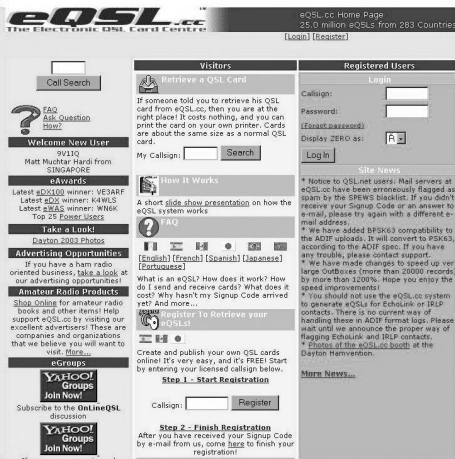 eQSL.cc
The Electronic QSL Card Centre
eQSL.cc Home Page
25.0 million eQSLs from 283 Countries
[Login] [Register]
Call Search
FAQ
Ask Question
How?
Welcome New User
9V1IQ
Matt Muchtar Hardi from
SINGAPORE
eAwards
Latest eDX100 winner: VE3ARF
Latest eDX winner: K4WLS
Latest eWAS winner: WN6K
Top 25 Power Users
Take a Look!
Dayton 2003 Photos
Advertising Opportunities
If you have a ham radio
oriented business, take a look at
our advertising opportunities!
Amateur Radio Products
Shop Online for amateur radio
books and other items! Help
support eQSL.cc by visiting our
excellent advertisers! These are
companies and organizations
that we believe you will want to
visit. More...
eGroups
YAHOO!
Groups
Join Now!
Subscribe to the OnLineQSL
discussion
YAHOO!
Groups
Join Now!
Visitors
Retrieve a QSL Card
If someone told you to retrieve his QSL
card from eQSL.cc, then you are at the
right place! It costs nothing, and you can
print the card on your own printer. Cards
are about the same size as a normal QSL
card.
My Callsign: Search
How It Works
A short slide show presentation on how the
eQSL system works
FAQ
[English] [French] [Spanish] [Japanese]
[Portuguese]
What is an eQSL? How does it work? How
do I send and receive cards? What does it
cost? Why hasn't my Signup Code arrived
yet? And more...
Register To Retrieve your
eQSLs!
Create and publish your own QSL cards
online! It's very easy, and it's FREE! Start
by entering your licensed callsign below.
Step 1 - Start Registration
Callsign: Register
Step 2 - Finish Registration
After you have received your Signup Code
by e-mail from us, come here to finish your
registration!
Registered Users
Login
Callsign:
Password:
(Forgot password)
Display ZERO as:
Log In
Site News
* Notice to QSL.net users: Mail servers at
eQSL.cc have been erroneously flagged as
spam by the SPEWS blacklist. If you didn't
receive your Signup Code or an answer to
e-mail, please try again with a different e-
mail address.
* We have added BPSK63 compatibility to
the ADIF uploads. It will convert to PSK63,
according to the ADIF spec. If you have
any trouble, please contact support.
* We have made changes to speed up very
large OutBoxes (more than 20000 records)
by more than 1200%. Hope you enjoy the
speed improvements!
* You should not use the eQSL.cc system
to generate eQSLs for EchoLink or IRLP
contacts. There is no current way of
handling these in ADIF format logs. Please
wait until we announce the proper way of
flagging EchoLink and IRLP contacts.
* Photos of the eQSL.cc booth at the
Dayton Hamvention.
More News...